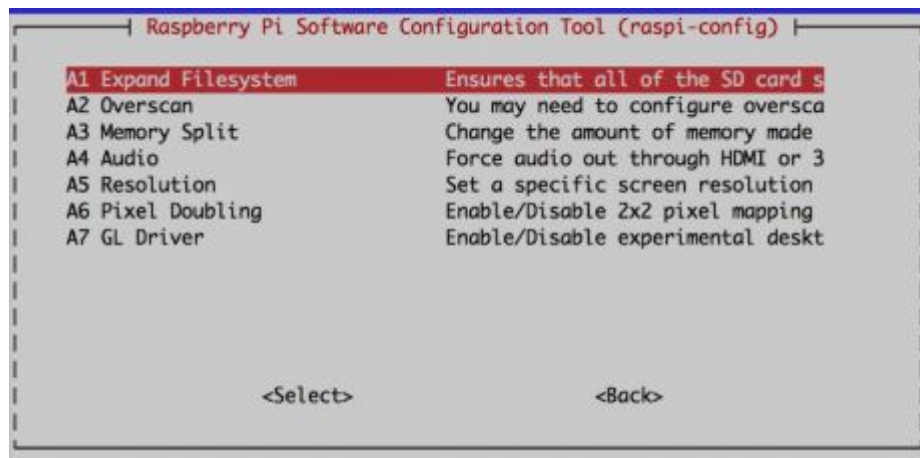 Raspberry Pi Software Configuration Tool (raspi-config)
A1 Expand Filesystem Ensures that all of the SD card s
A2 Overscan You may need to configure oversca
A3 Memory Split Change the amount of memory made
A4 Audio Force audio out through HDMI or 3
A5 Resolution Set a specific screen resolution
A6 Pixel Doubling Enable/Disable 2x2 pixel mapping
A7 GL Driver Enable/Disable experimental deskt
<Select> <Back>